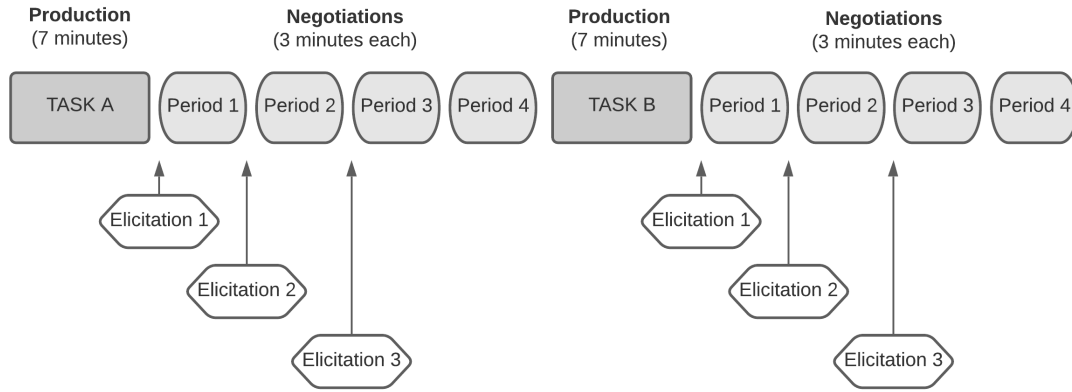 Production
(7 minutes)
Negotiations
(3 minutes each)
Production
(7 minutes)
Negotiations
(3 minutes each)
TASK A
Period 1
Period 2
Period 3
Period 4
TASK B
Period 1
Period 2
Period 3
Period 4
Elicitation 1
Elicitation 1
Elicitation 2
Elicitation 2
Elicitation 3
Elicitation 3